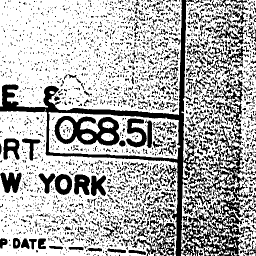 E &
068.51
ORT
W YORK
P DATE